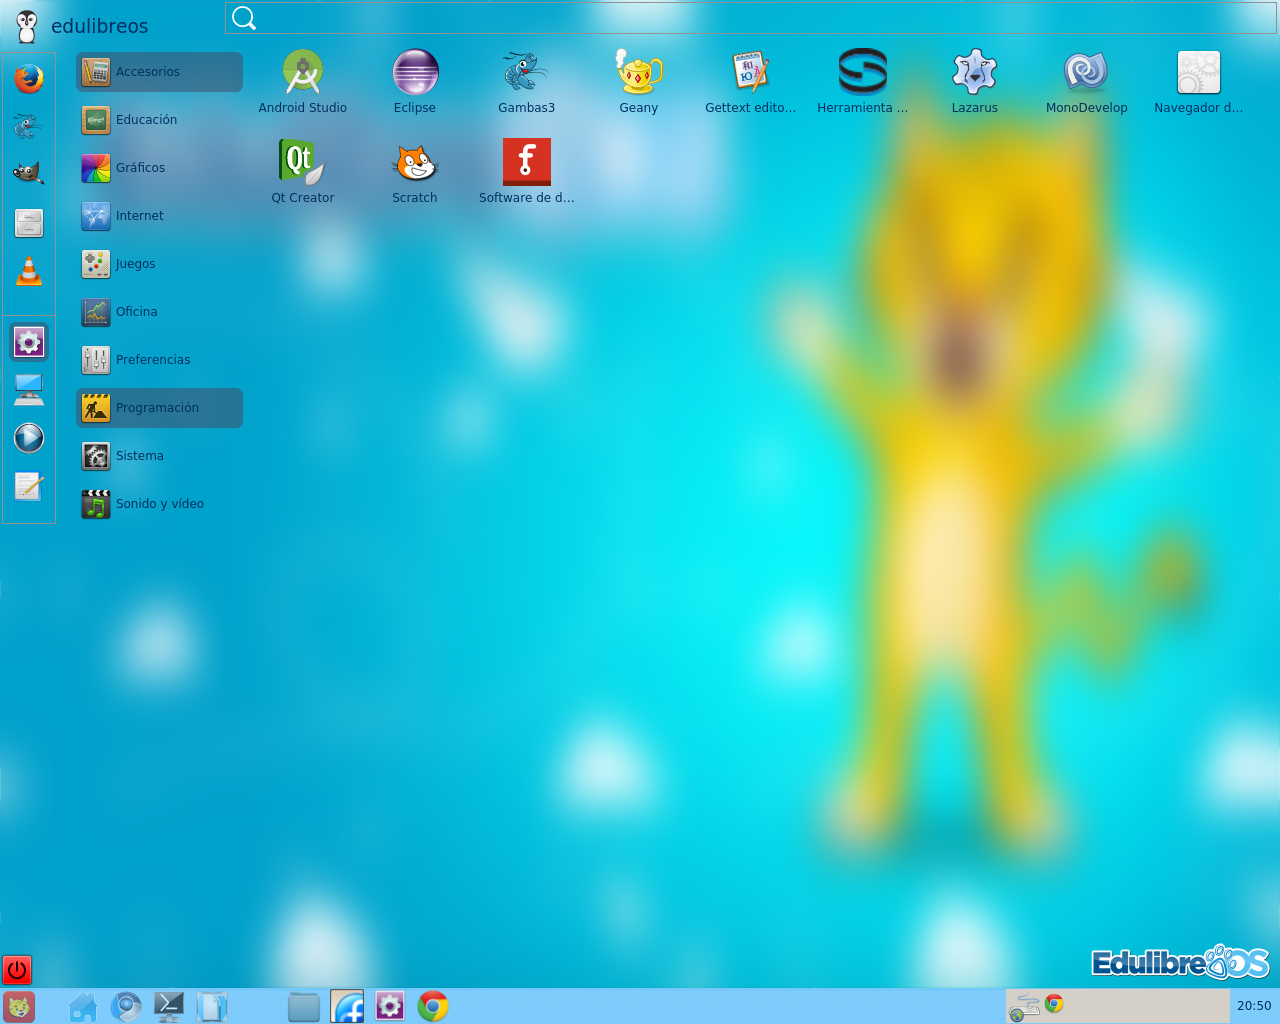 edulibreos
Accesorios
Educación
Gráficos
Internet
Juegos
Oficina
Preferencias
Programación
Sistema
Sonido y vídeo
Android Studio
Eclipse
Gambas3
Geany
Gettext edito...
Herramienta ...
Lazarus
MonoDevelop
Navegador d...
Qt Creator
Scratch
Software de d...
EdulibreOS
20:50